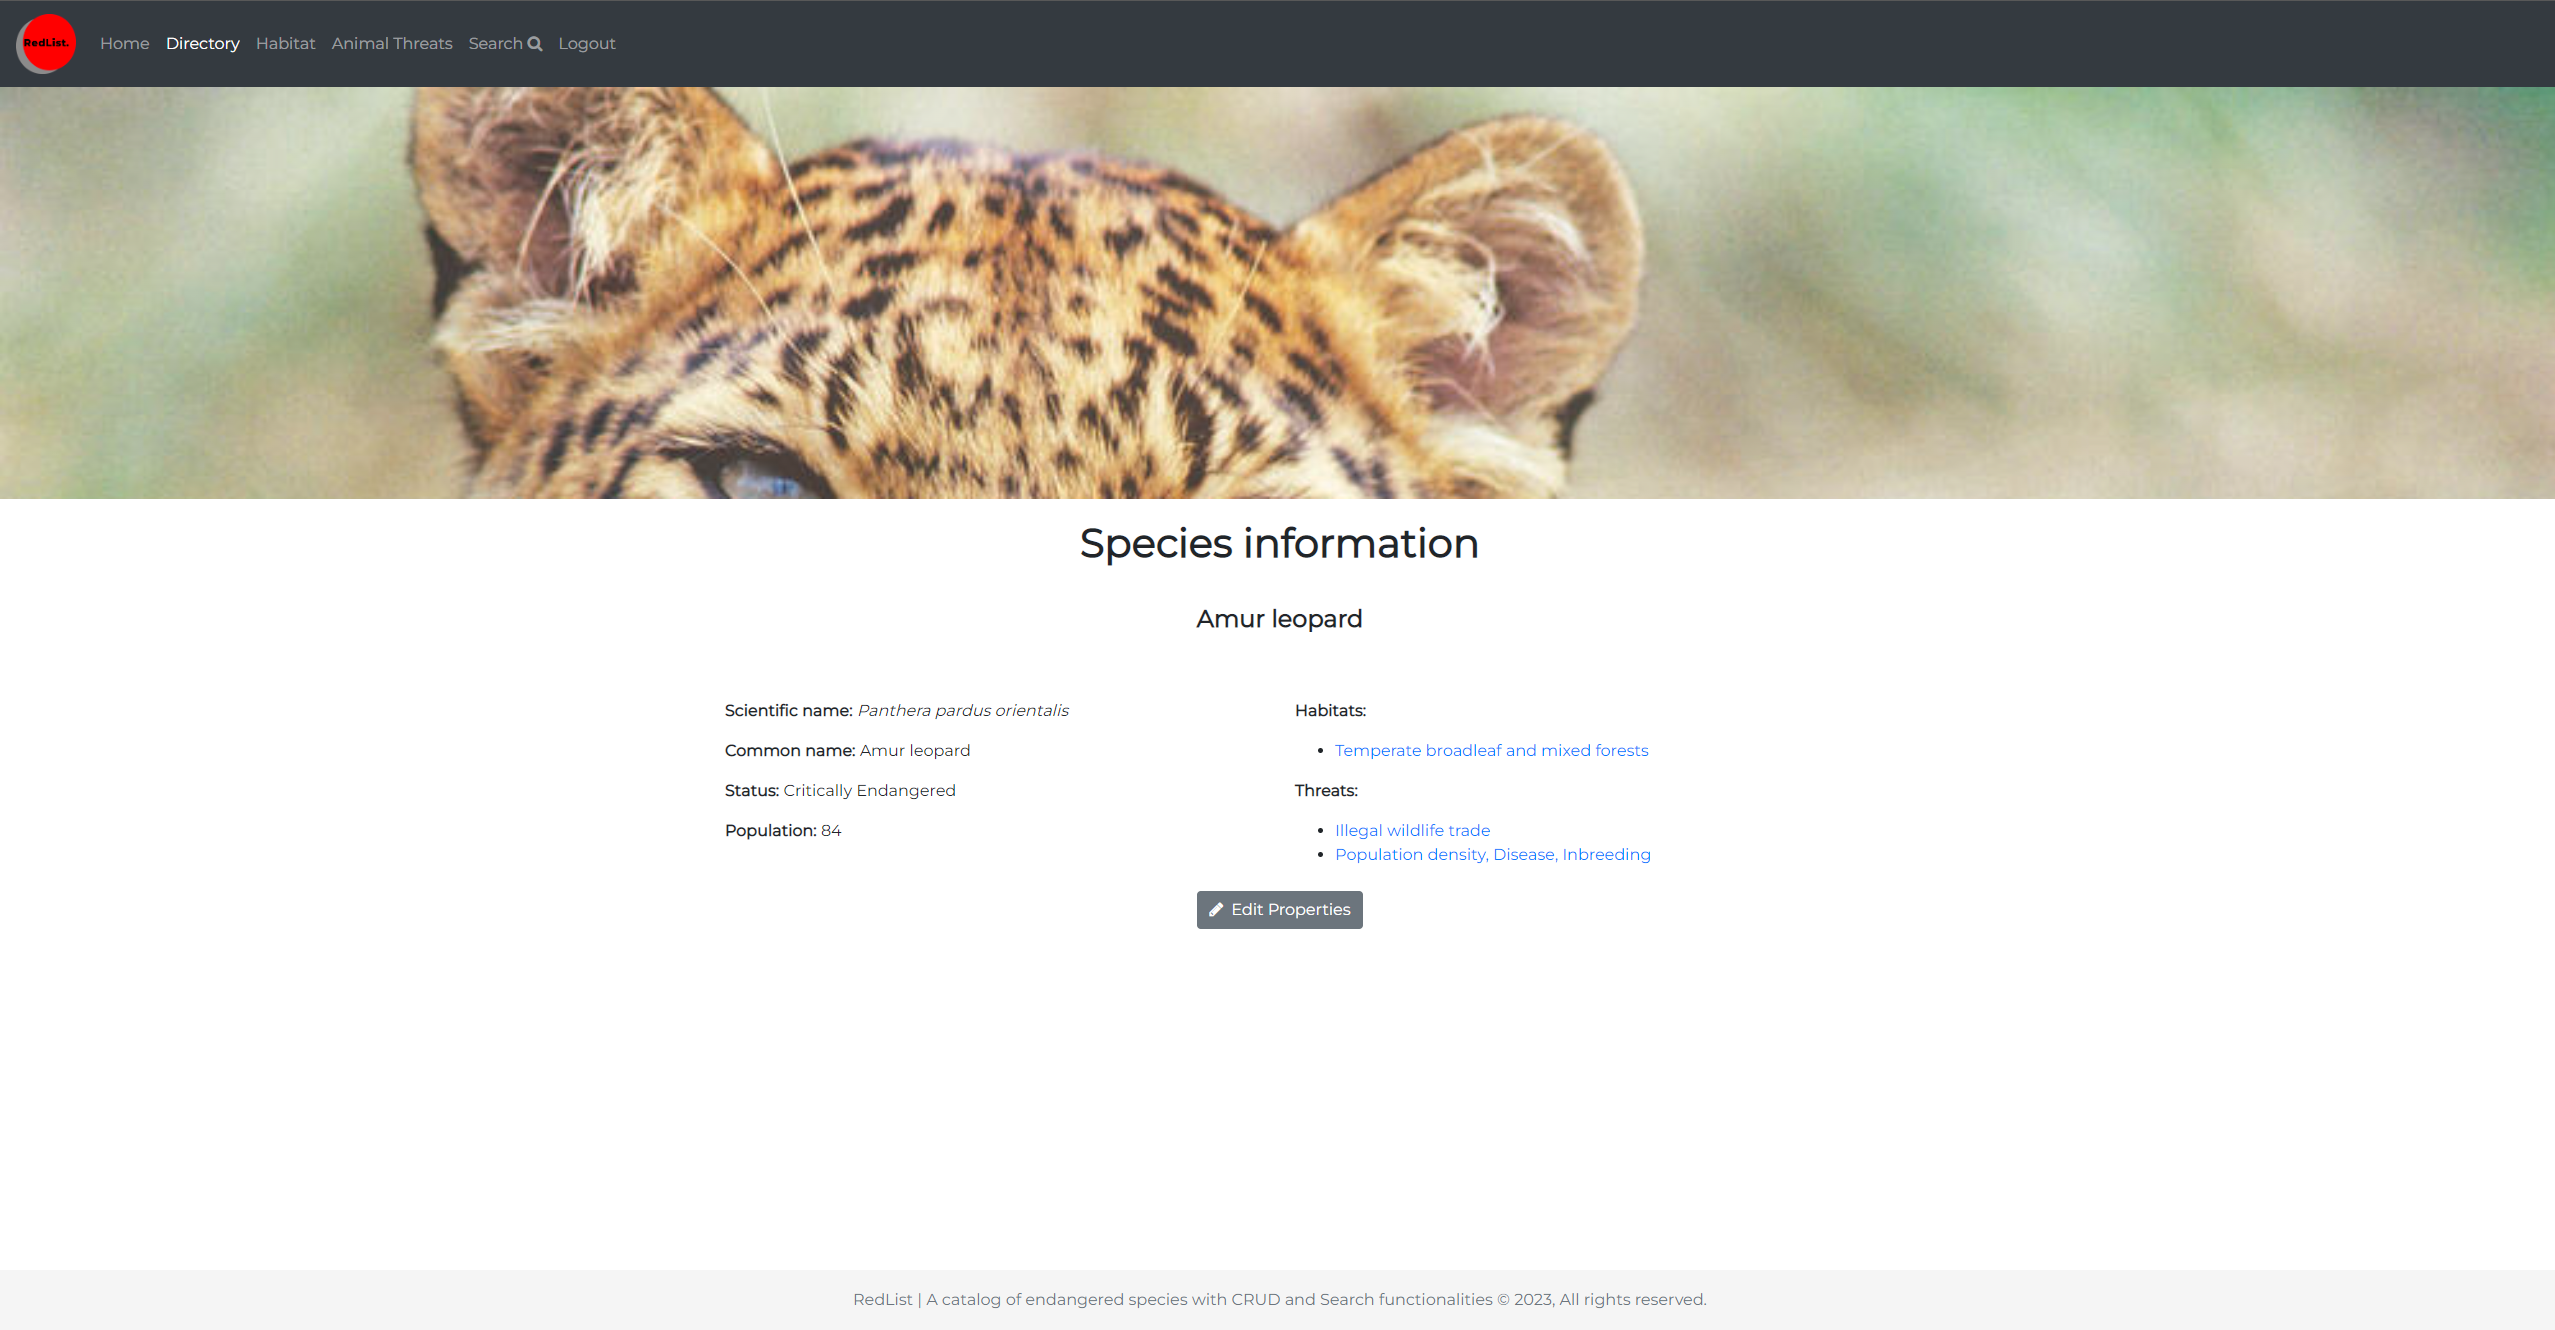 RedList.
Home Directory Habitat Animal Threats Search Logout
Species information
Amur leopard
Scientific name: Panthera pardus orientalis
Common name: Amur leopard
Status: Critically Endangered
Population: 84
Habitats:
• Temperate broadleaf and mixed forests
Threats:
• Illegal wildlife trade
• Population density, Disease, Inbreeding
Edit Properties
RedList | A catalog of endangered species with CRUD and Search functionalities © 2023, All rights reserved.